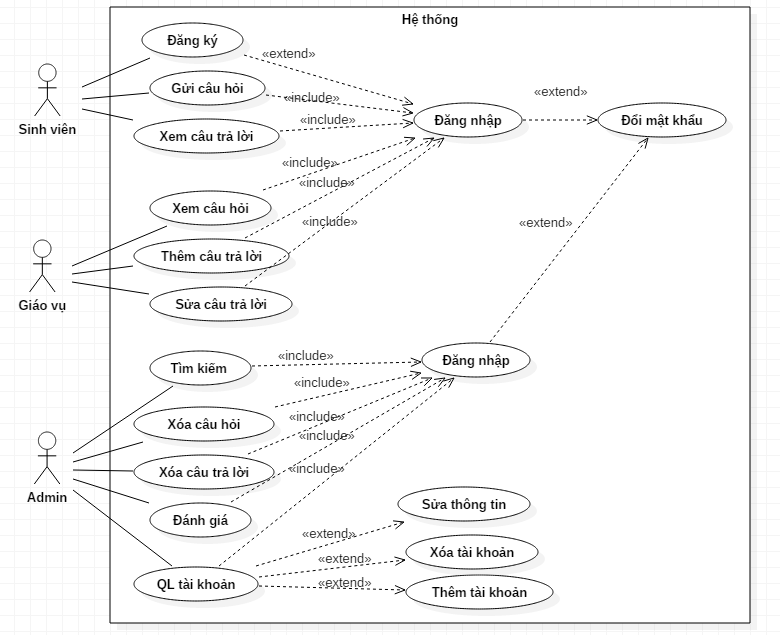 Hệ thống
Đăng ký
«extend»
Gửi câu hỏi
«include»
«extend»
Xem câu trả lời
«include»
Đăng nhập
Đổi mật khẩu
Sinh viên
«include»
«include»
Xem câu hỏi
«include»
«extend»
Thêm câu trả lời
Giáo vụ
Sửa câu trả lời
Tìm kiếm
«include»
Đăng nhập
«include»
Xóa câu hỏi
«include»
«include»
Xóa câu trả lời
«include»
Admin
Đánh giá
Sửa thông tin
«extend»
Xóa tài khoản
«extend»
QL tài khoản
«extend»
Thêm tài khoản